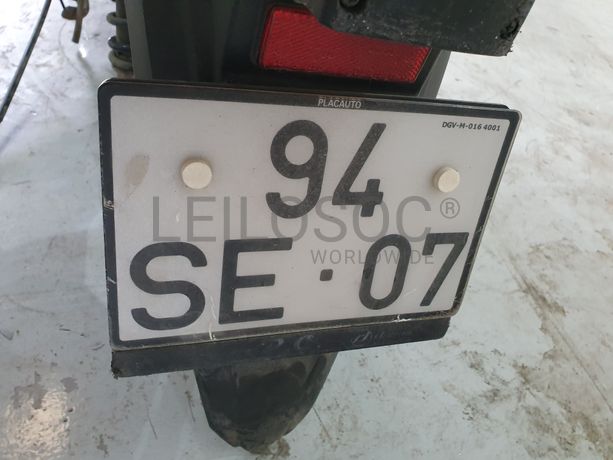 PLACAUTO
DGV-M-016 4001
94
SE·07
LEILOSOC®
WORLDWIDE